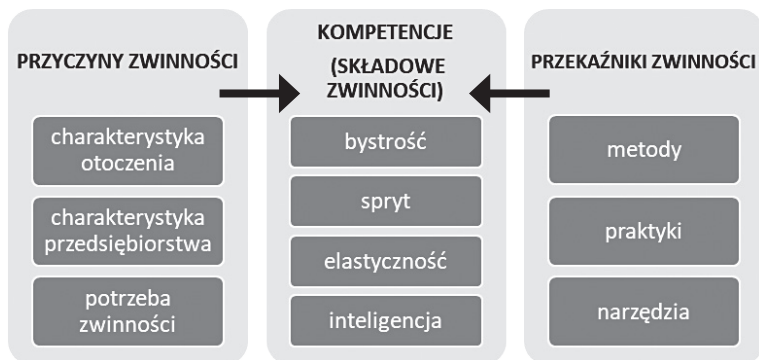 PRZYCZYNY ZWINNOŚCI
charakterystyka
otoczenia
charakterystyka
przedsiębiorstwa
potrzeba
zwinności
KOMPETENCJE
(SKŁADOWE
ZWINNOŚCI)
bystrość
spryt
elastyczność
inteligencja
PRZEKAŹNIKI ZWINNOŚCI
metody
praktyki
narzędzia